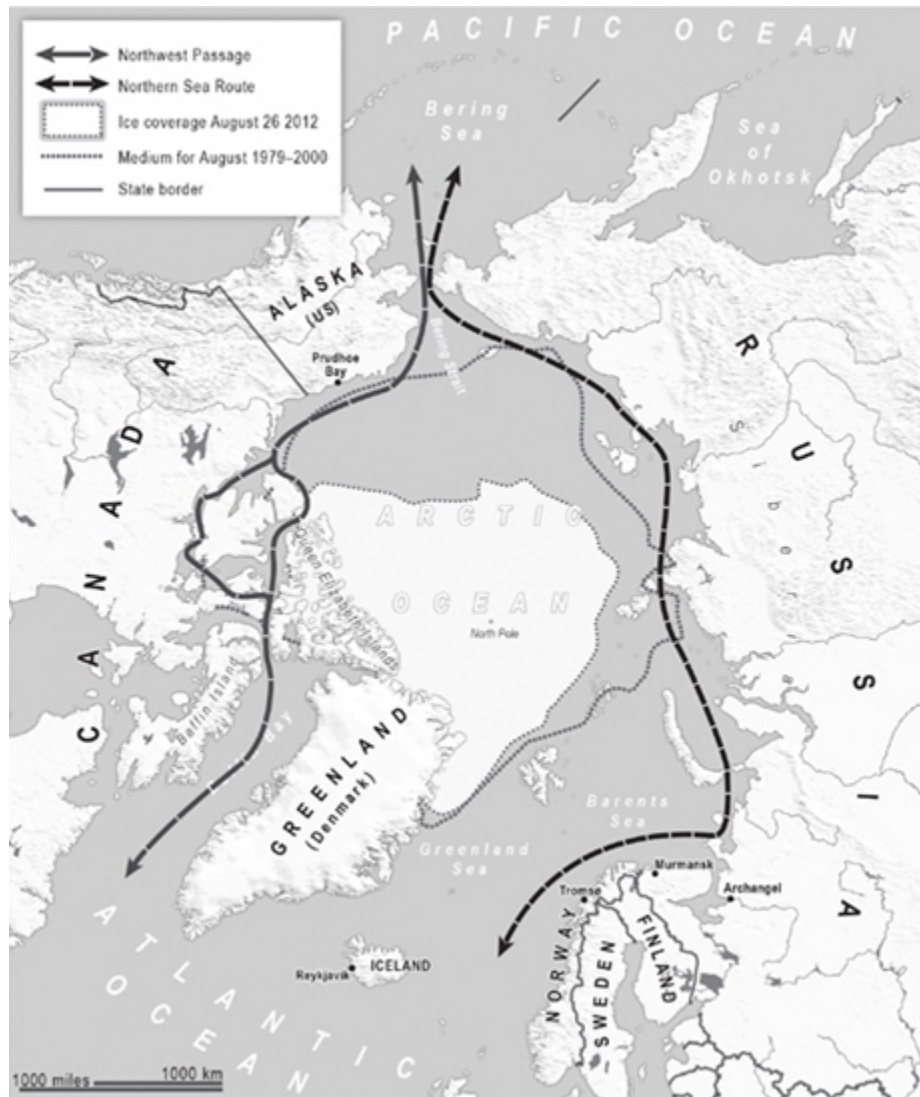 PACIFIC OCEAN
Northwest Passage
Northern Sea Route
Ice coverage August 26 2012
Medium for August 1979–2000
State border
Bering
Sea
Sea
of
Okhotsk
ALASKA
(US)
Prudhoe
Bay
Bering Strait
CANADA
RUSSIA
Siberia
ARCTIC
OCEAN
North Pole
Queen Elizabeth Islands
Baffin Island
Bay
GREENLAND
(Denmark)
Barents
Sea
Greenland
Sea
Murmansk
Tromsø
Archangel
NORWAY
SWEDEN
FINLAND
Reykjavik
ICELAND
ATLANTIC
OCEAN
1000 miles
1000 km